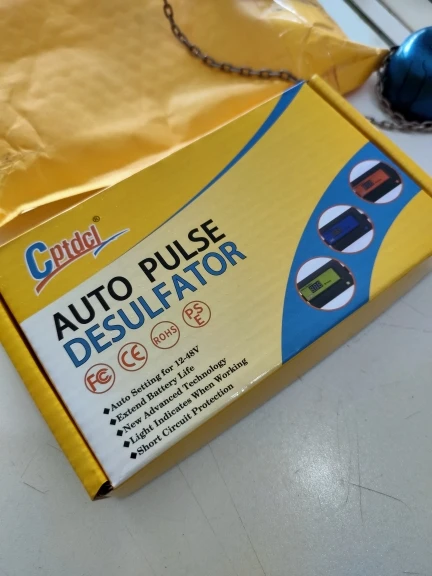 Cptdcl®
AUTO PULSE
DESULFATOR
FC CE ROHS PSE
◆Auto Setting for 12-48V
◆Extend Battery Life
◆New Advanced Technology
◆Light Indicates When Working
◆Short Circuit Protection